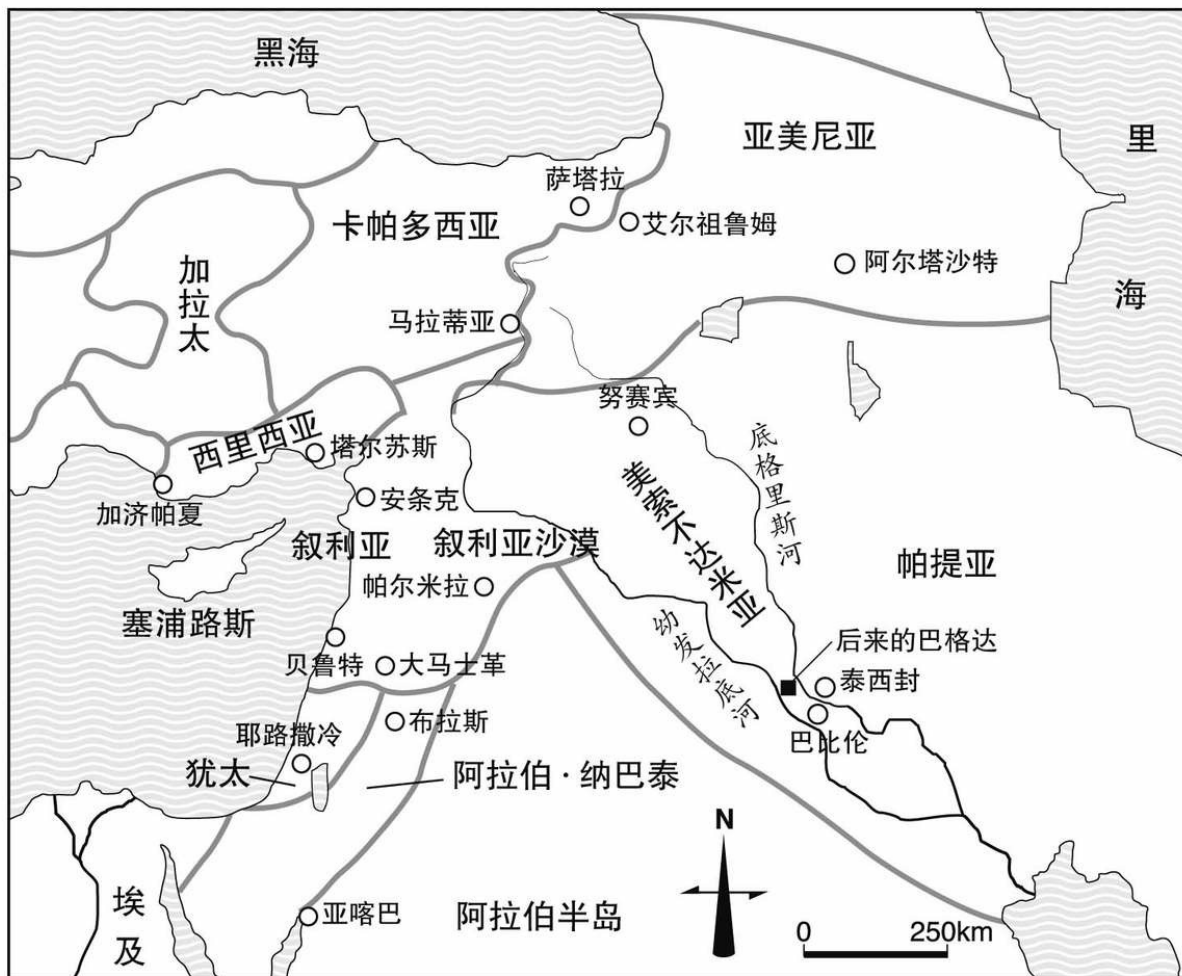 黑海
亚美尼亚
里海
萨塔拉
卡帕多西亚
艾尔祖鲁姆
阿尔塔沙特
加拉太
马拉蒂亚
努赛宾
西里西亚
塔尔苏斯
底格里斯河
加济帕夏
安条克
美索不达米亚
叙利亚
叙利亚沙漠
帕提亚
帕尔米拉
塞浦路斯
幼发拉底河
后来的巴格达
贝鲁特
大马士革
泰西封
布拉斯
巴比伦
耶路撒冷
犹太
阿拉伯·纳巴泰
N
埃及
亚喀巴
阿拉伯半岛
0 250km